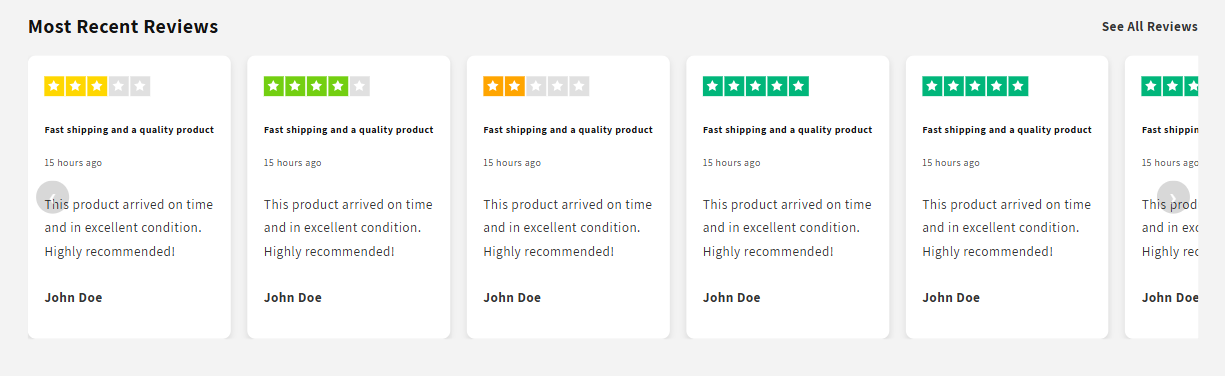 Most Recent Reviews
See All Reviews
Fast shipping and a quality product
15 hours ago
This product arrived on time
and in excellent condition.
Highly recommended!
John Doe
Fast shipping and a quality product
15 hours ago
This product arrived on time
and in excellent condition.
Highly recommended!
John Doe
Fast shipping and a quality product
15 hours ago
This product arrived on time
and in excellent condition.
Highly recommended!
John Doe
Fast shipping and a quality product
15 hours ago
This product arrived on time
and in excellent condition.
Highly recommended!
John Doe
Fast shipping and a quality product
15 hours ago
This product arrived on time
and in excellent condition.
Highly recommended!
John Doe
Fast shippin
15 hours ago
This prod
and in exc
Highly rec
John Doe